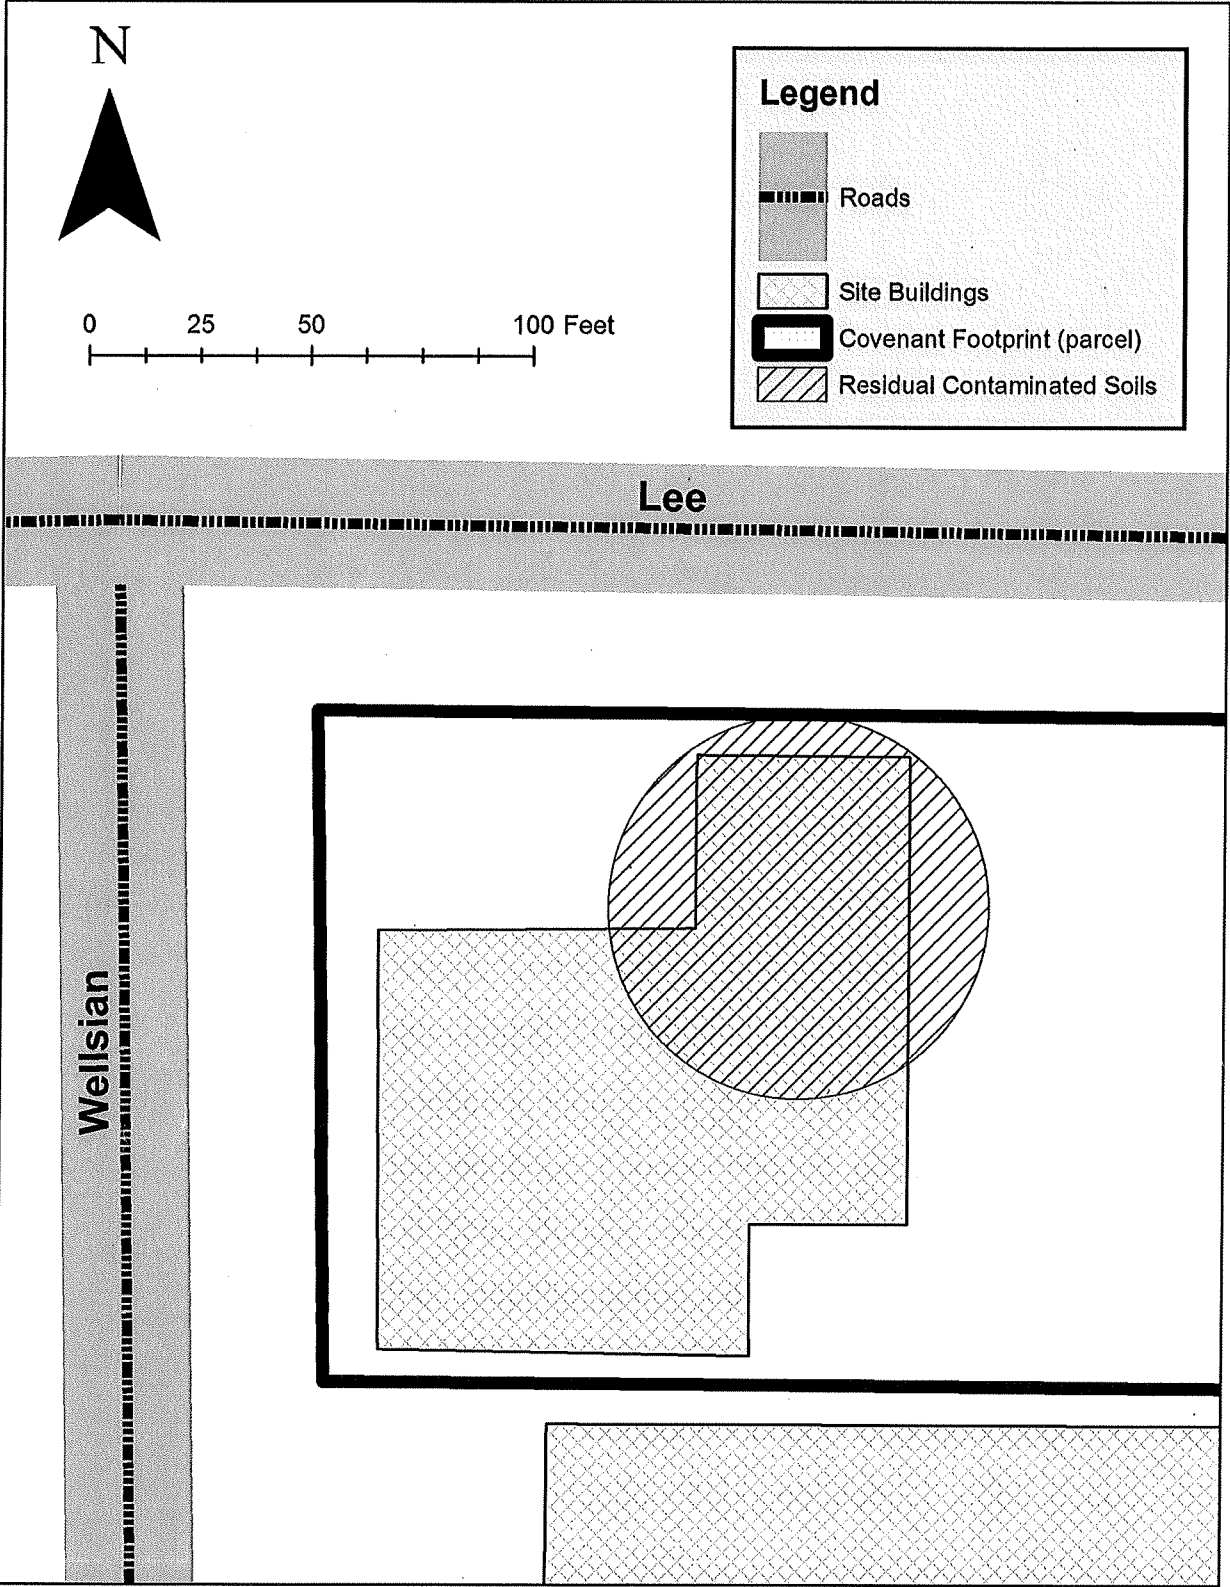 N
Legend
Roads
Site Buildings
Covenant Footprint (parcel)
Residual Contaminated Soils
0 25 50 100 Feet
Lee
Wellsian